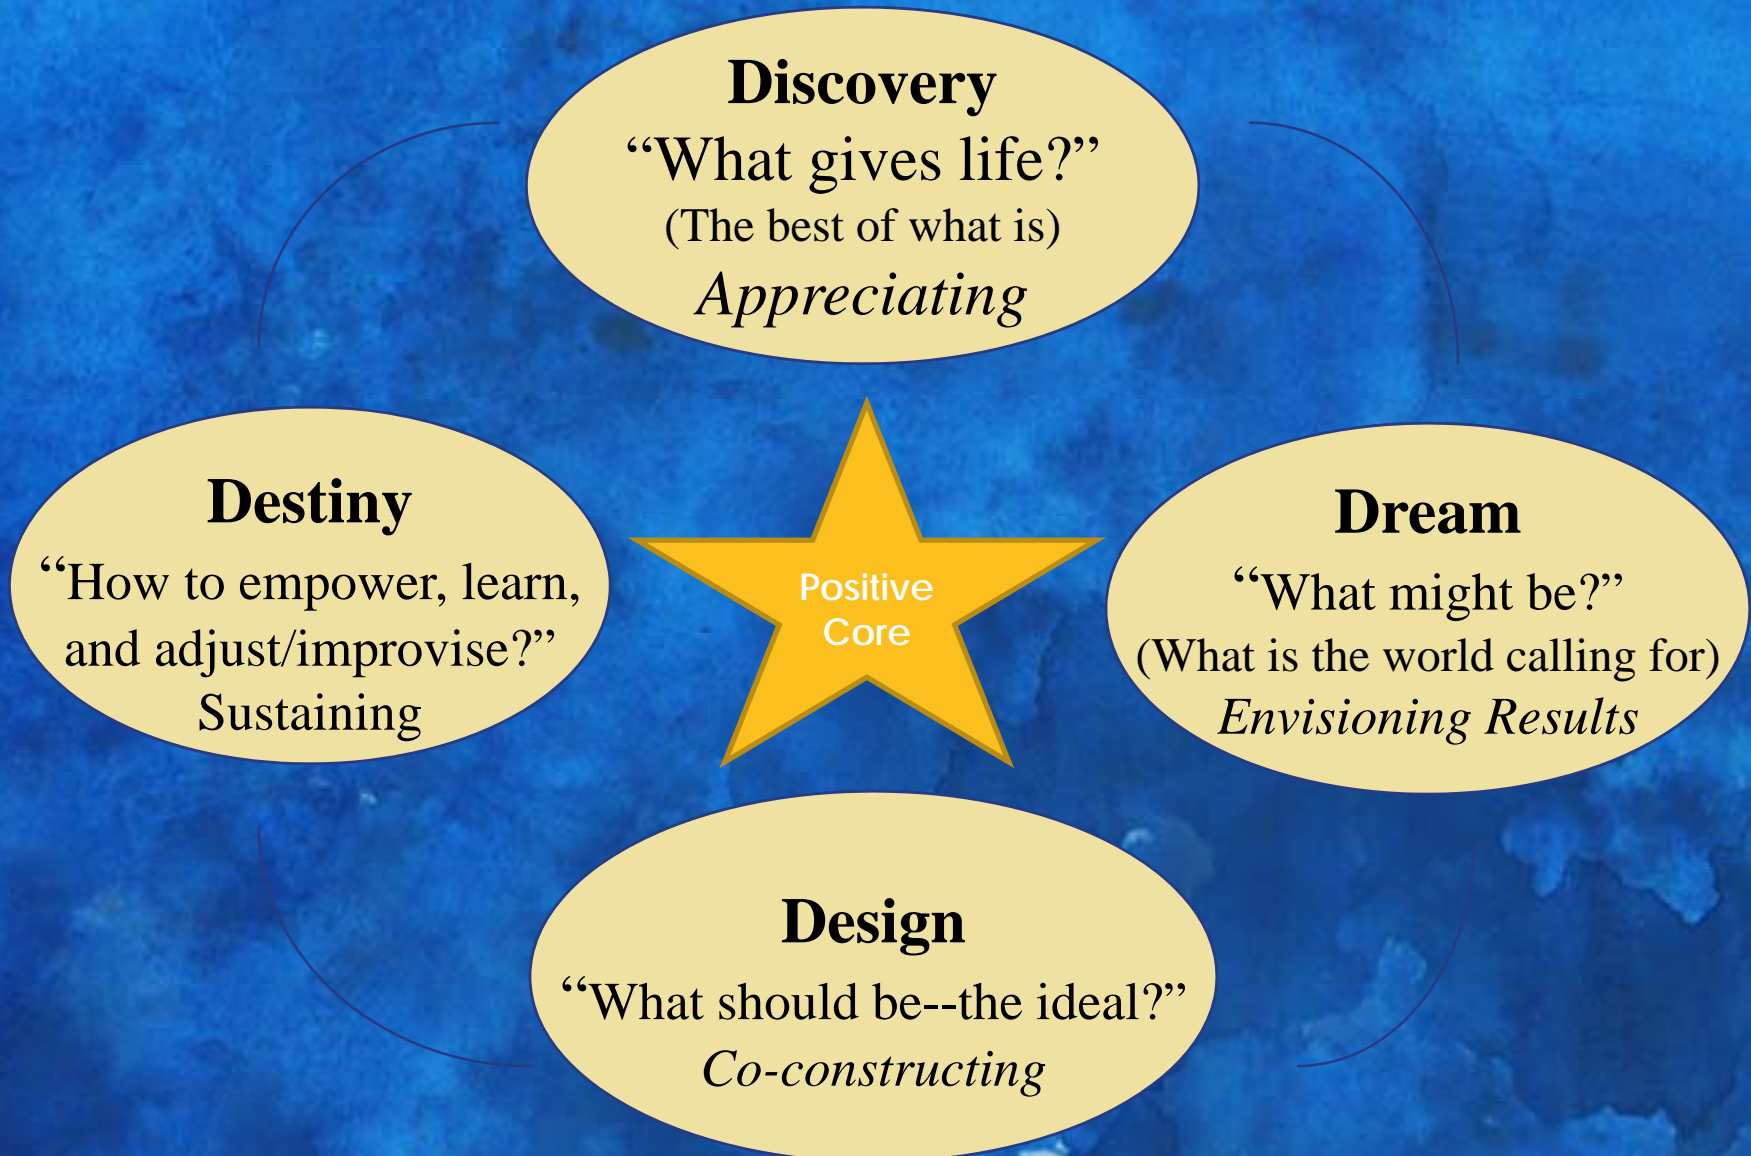 Discovery
“What gives life?”
(The best of what is)
Appreciating
Destiny
“How to empower, learn,
and adjust/improvise?”
Sustaining
Positive
Core
Dream
“What might be?”
(What is the world calling for)
Envisioning Results
Design
“What should be--the ideal?”
Co-constructing